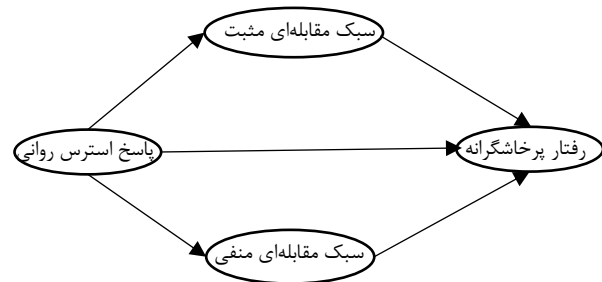 سبک مقابله‌ای مثبت
پاسخ استرس روانی
رفتار پرخاشگرانه
سبک مقابله‌ای منفی